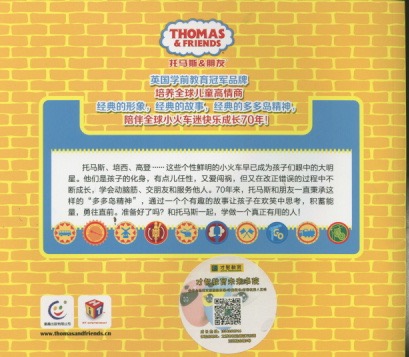 THOMAS
& FRIENDS
托马斯&朋友
英国学前教育冠军品牌
培养全球儿童高情商
经典的形象,经典的故事,经典的多多岛精神,
陪伴全球小火车迷快乐成长70年!
托马斯、培西、高登……这些个性鲜明的小火车早已成为孩子们眼中的大明
星。他们是孩子的化身,有点儿任性,又爱闯祸,但又在改正错误的过程中不
断成长,学会动脑筋、交朋友和服务他人。70年来,托马斯和朋友一直秉承这
样的“多多岛精神”,通过一个个有趣的故事让孩子在欢笑中思考,积蓄能
量,勇往直前。准备好了吗?和托马斯一起,学做一个真正有用的人!
www.thomasandfriends.cn